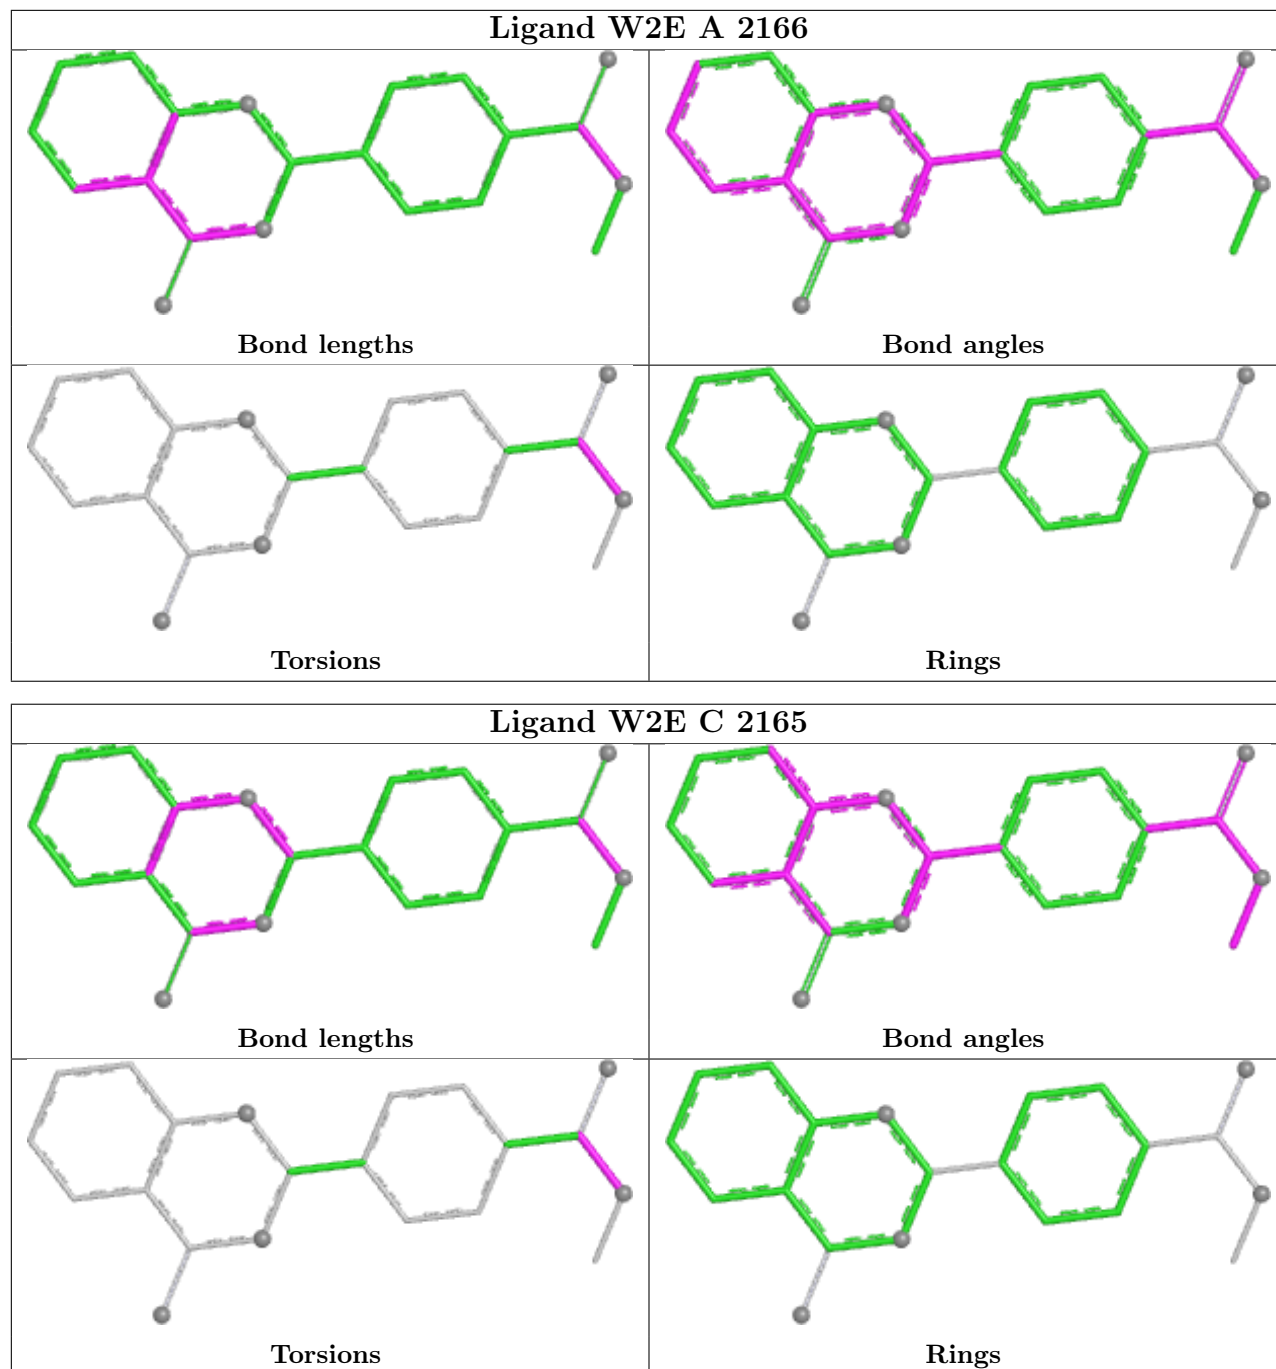 Ligand W2E A 2166
Bond lengths
Bond angles
Torsions
Rings
Ligand W2E C 2165
Bond lengths
Bond angles
Torsions
Rings